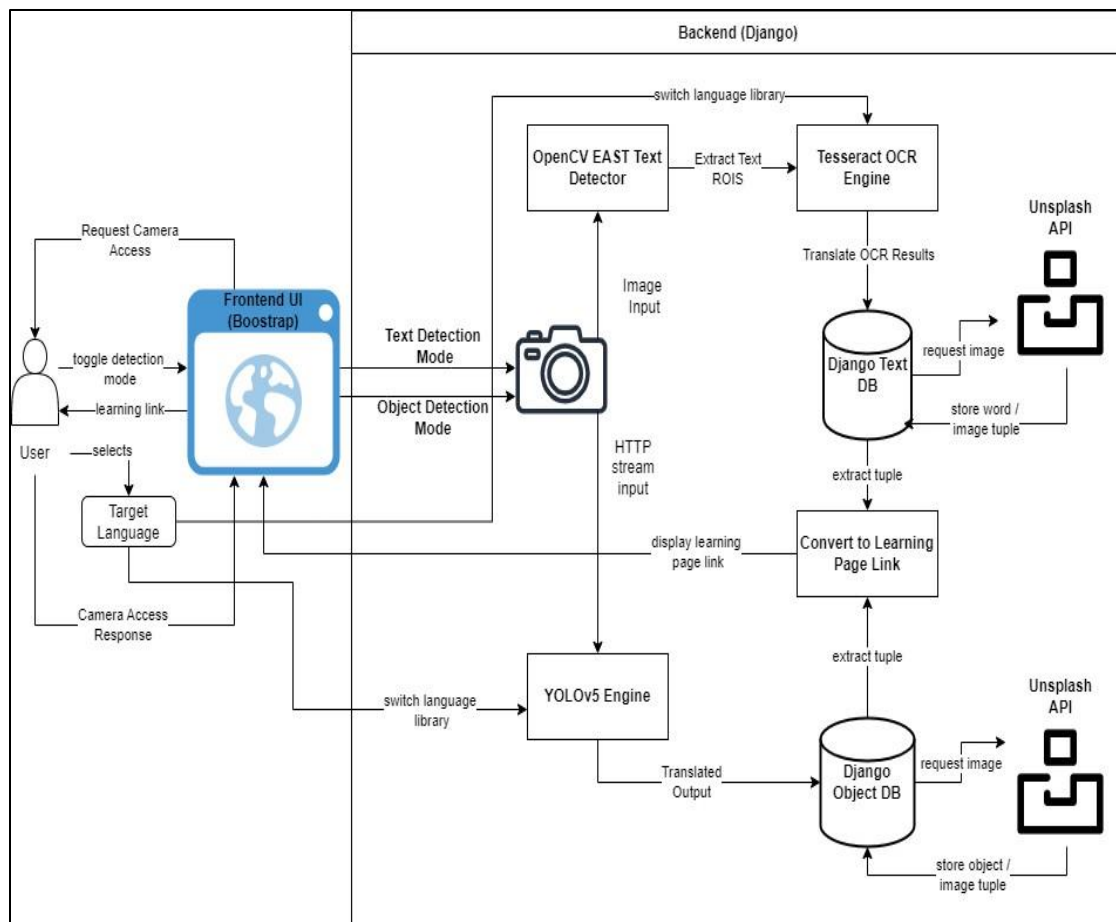 Backend (Django)
switch language library
OpenCV EAST Text
Detector
Extract Text
ROIS
Tesseract OCR
Engine
Unsplash
API
Request Camera
Access
Translate OCR Results
Image
Input
Frontend UI
(Boostrap)
Text Detection
Mode
Object Detection
Mode
toggle detection
mode
learning link
User
selects
Target
Language
Django Text
DB
request image
store word /
image tuple
HTTP
stream
input
extract tuple
display learning
page link
Convert to Learning
Page Link
Camera Access
Response
extract tuple
switch language
library
YOLOv5 Engine
Unsplash
API
Translated
Output
Django
Object DB
request image
store object /
image tuple